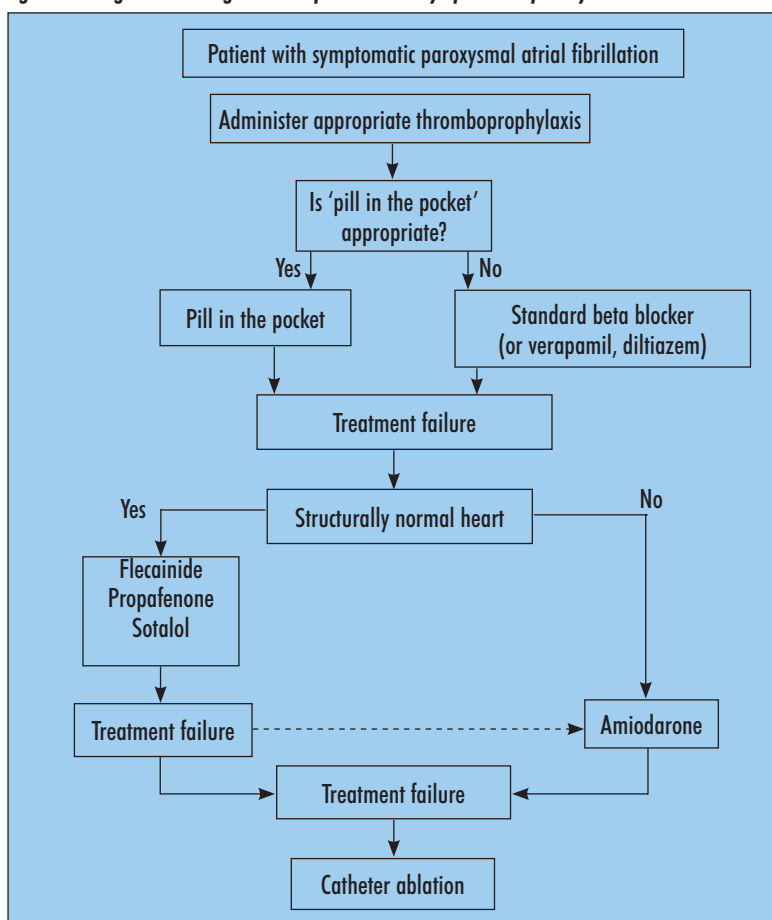 Patient with symptomatic paroxysmal atrial fibrillation
Administer appropriate thromboprophylaxis
Is ‘pill in the pocket’
appropriate?
Yes
No
Pill in the pocket
Standard beta blocker
(or verapamil, diltiazem)
Treatment failure
Structurally normal heart
Yes
No
Flecainide
Propafenone
Sotalol
Treatment failure
Amiodarone
Treatment failure
Catheter ablation